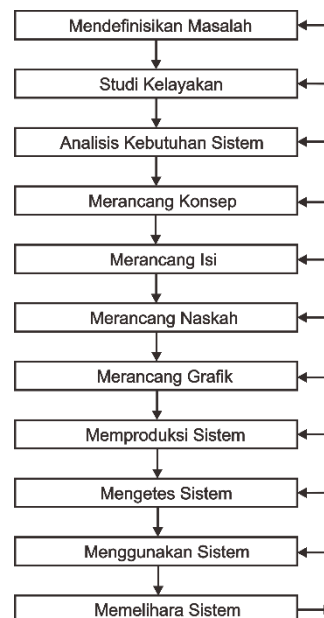 Mendefinisikan Masalah
Studi Kelayakan
Analisis Kebutuhan Sistem
Merancang Konsep
Merancang Isi
Merancang Naskah
Merancang Grafik
Memproduksi Sistem
Mengetes Sistem
Menggunakan Sistem
Memelihara Sistem